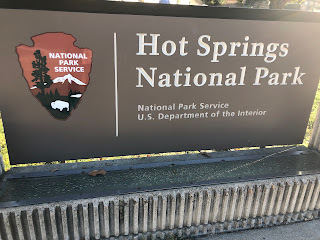 NATIONAL
PARK
SERVICE
Hot Springs
National Park
National Park Service
U.S. Department of the Interior